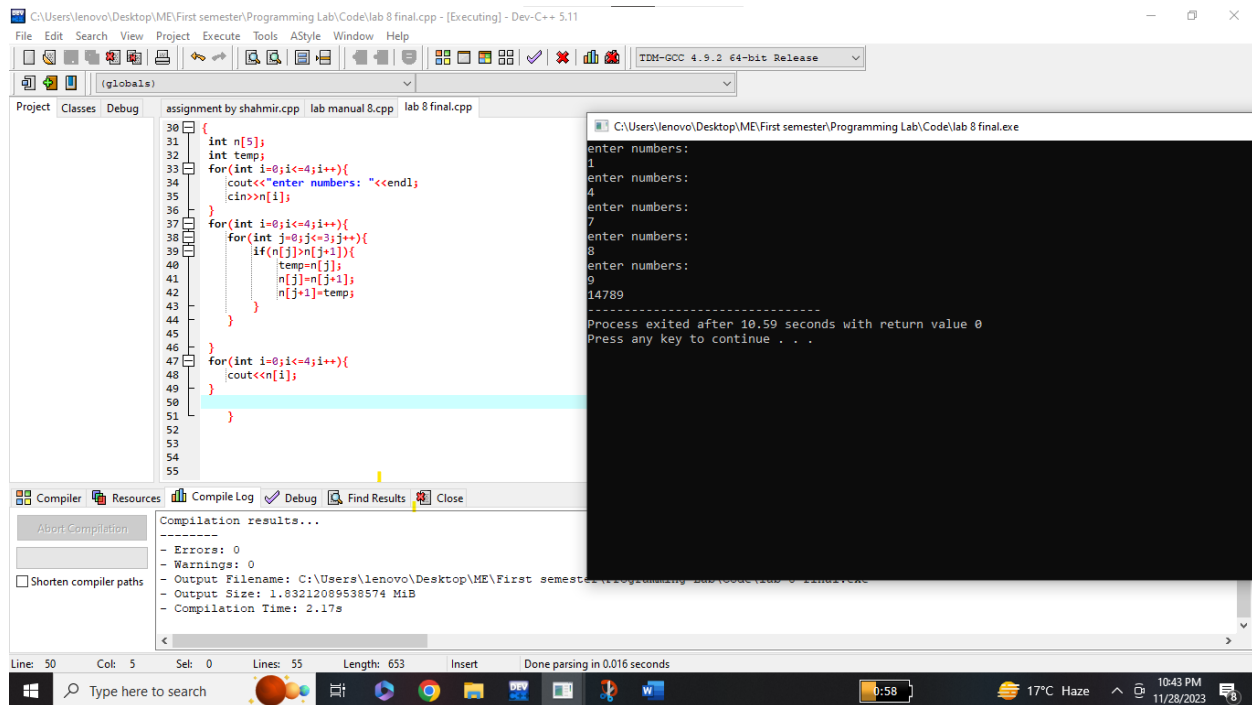 C:\Users\lenovo\Desktop\ME\First semester\Programming Lab\Code\lab 8 final.cpp - [Executing] - Dev-C++ 5.11
File Edit Search View Project Execute Tools AStyle Window Help
TDM-GCC 4.9.2 64-bit Release
(globals)
Project Classes Debug
assignment by shahmir.cpp lab manual 8.cpp lab 8 final.cpp
30 {
31 int n[5];
32 int temp;
33 for(int i=0;i<=4;i++){
34 cout<<"enter numbers: "<<endl;
35 cin>>n[i];
36 }
37 for(int i=0;i<=4;i++){
38 for(int j=0;j<=3;j++){
39 if(n[j]>n[j+1]){
40 temp=n[j];
41 n[j]=n[j+1];
42 n[j+1]=temp;
43 }
44 }
45
46 }
47 for(int i=0;i<=4;i++){
48 cout<<n[i];
49 }
50
51 }
52
53
54
55
C:\Users\lenovo\Desktop\ME\First semester\Programming Lab\Code\lab 8 final.exe
enter numbers:
1
enter numbers:
4
enter numbers:
7
enter numbers:
8
enter numbers:
9
14789
--------------------------------
Process exited after 10.59 seconds with return value 0
Press any key to continue . . .
Compiler Resources Compile Log Debug Find Results Close
Abort Compilation
Shorten compiler paths
Compilation results...
--------
- Errors: 0
- Warnings: 0
- Output Filename: C:\Users\lenovo\Desktop\ME\First semester\Programming Lab\Code\lab 8 final.exe
- Output Size: 1.83212089538574 MiB
- Compilation Time: 2.17s
Line: 50 Col: 5 Sel: 0 Lines: 55 Length: 653 Insert Done parsing in 0.016 seconds
Type here to search
DEV
W
0:58
17°C Haze
10:43 PM
11/28/2023
8